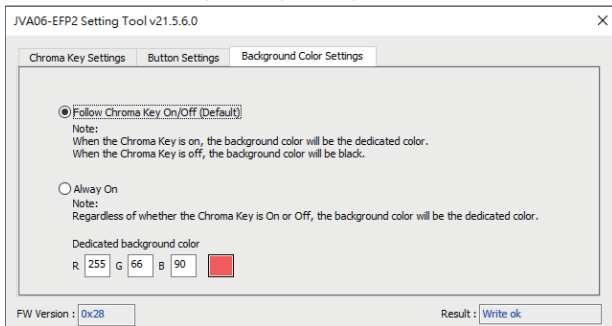 JVA06-EFP2 Setting Tool v21.5.6.0
Chroma Key Settings Button Settings Background Color Settings
Follow Chroma Key On/Off (Default)
Note:
When the Chroma Key is on, the background color will be the dedicated color.
When the Chroma Key is off, the background color will be black.
Alway On
Note:
Regardless of whether the Chroma Key is On or Off, the background color will be the dedicated color.
Dedicated background color
R 255 G 66 B 90
FW Version : 0x28 Result : Write ok